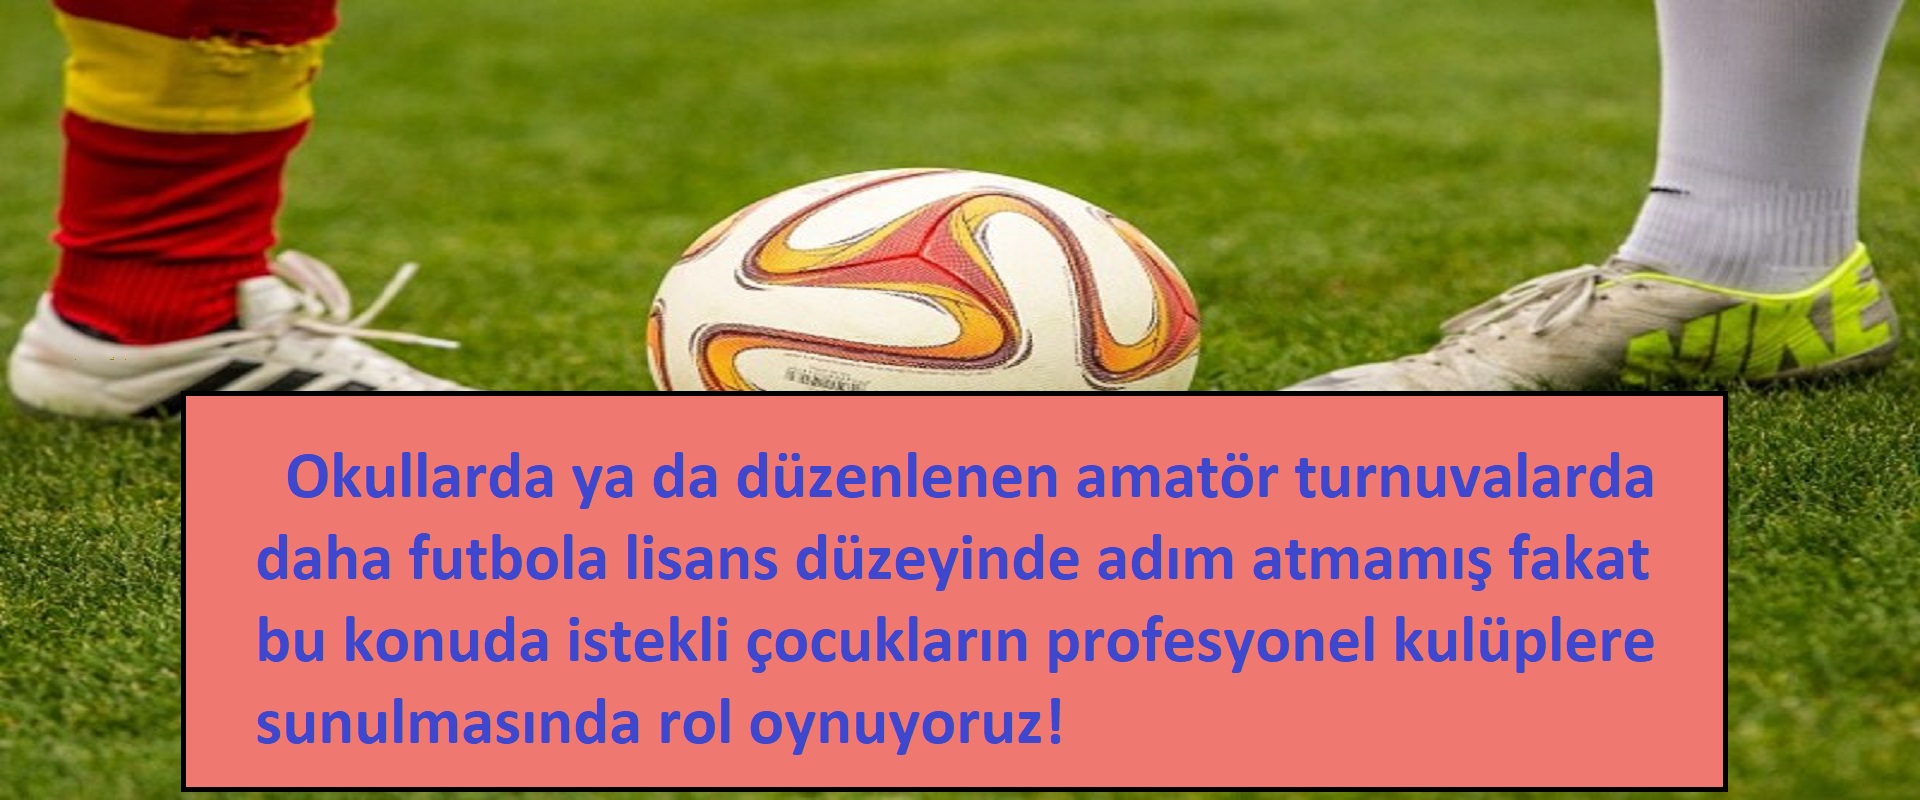 NIKE
Okullarda ya da düzenlenen amatör turnuvalarda
daha futbola lisans düzeyinde adım atmamış fakat
bu konuda istekli çocukların profesyonel kulüplere
sunulmasında rol oynuyoruz!